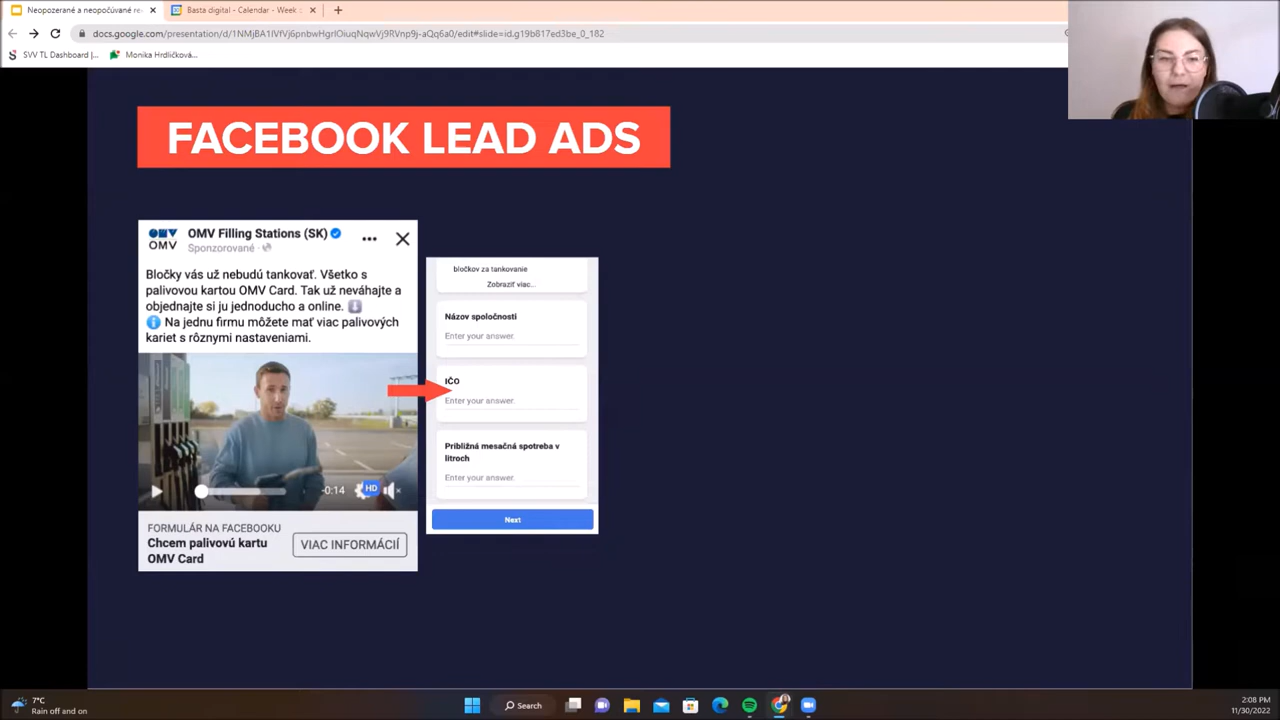 Neopozerané a neopočúvané re
Basta digital - Calendar - Week :
docs.google.com/presentation/d/1NMjBA1IVfVj6pnbwHgrIOiuqNqwVj9RVnp9j-aQq6a0/edit#slide=id.g19b817ed3be_0_182
SVV TL Dashboard |...
Monika Hrdličková...
FACEBOOK LEAD ADS
OMV
OMV Filling Stations (SK)
Sponzorované
Bločky vás už nebudú tankovať. Všetko s
palivovou kartou OMV Card. Tak už neváhajte a
objednajte si ju jednoducho a online.
Na jednu firmu môžete mať viac palivových
kariet s rôznymi nastaveniami.
-0:14
HD
FORMULÁR NA FACEBOOKU
Chcem palivovú kartu
OMV Card
VIAC INFORMÁCIÍ
bločkov za tankovanie
Zobraziť viac...
Názov spoločnosti
Enter your answer.
IČO
Enter your answer.
Približná mesačná spotreba v
litroch
Enter your answer.
Next
7°C
Rain off and on
Search
2:08 PM
11/30/2022